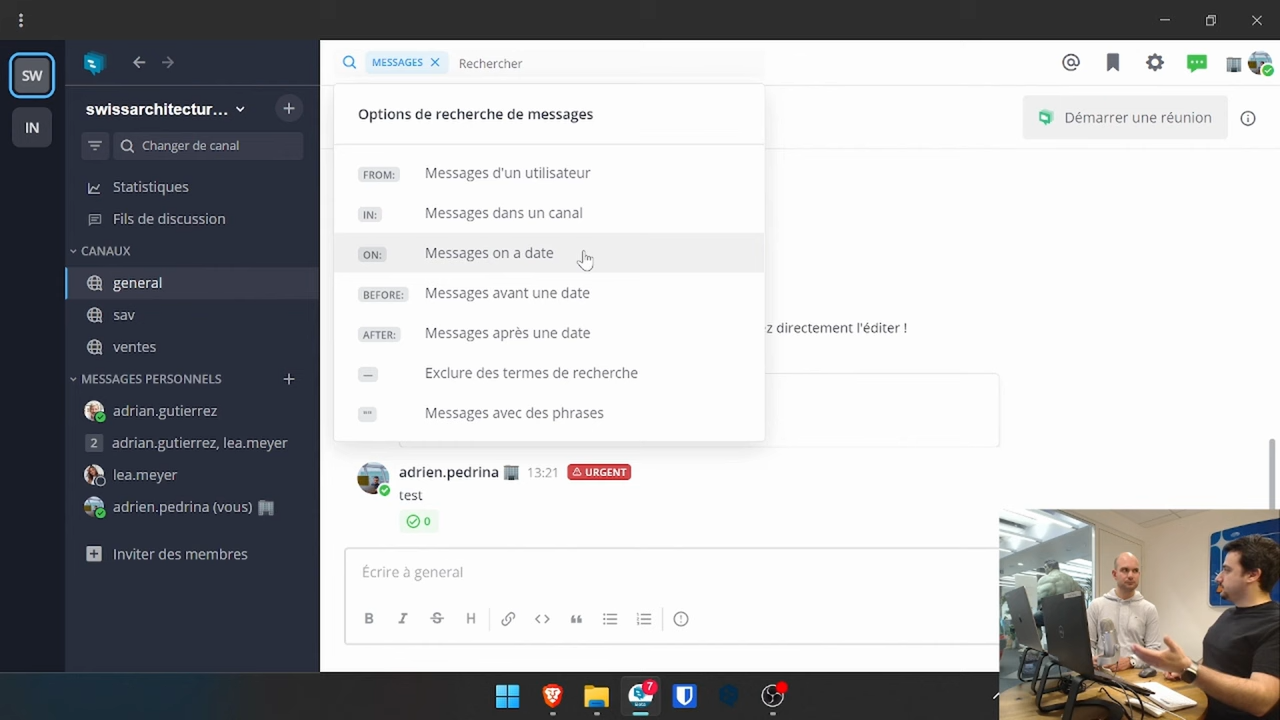 SW
IN
swissarchitectur...
Changer de canal
Statistiques
Fils de discussion
CANAUX
general
sav
ventes
MESSAGES PERSONNELS
adrian.gutierrez
2 adrian.gutierrez, lea.meyer
lea.meyer
adrien.pedrina (vous)
Inviter des membres
MESSAGES Rechercher
Options de recherche de messages
FROM: Messages d'un utilisateur
IN: Messages dans un canal
ON: Messages on a date
BEFORE: Messages avant une date
AFTER: Messages après une date
— Exclure des termes de recherche
"" Messages avec des phrases
Démarrer une réunion
z directement l'éditer !
adrien.pedrina 13:21 URGENT
test
0
Écrire à general
B I S H
7